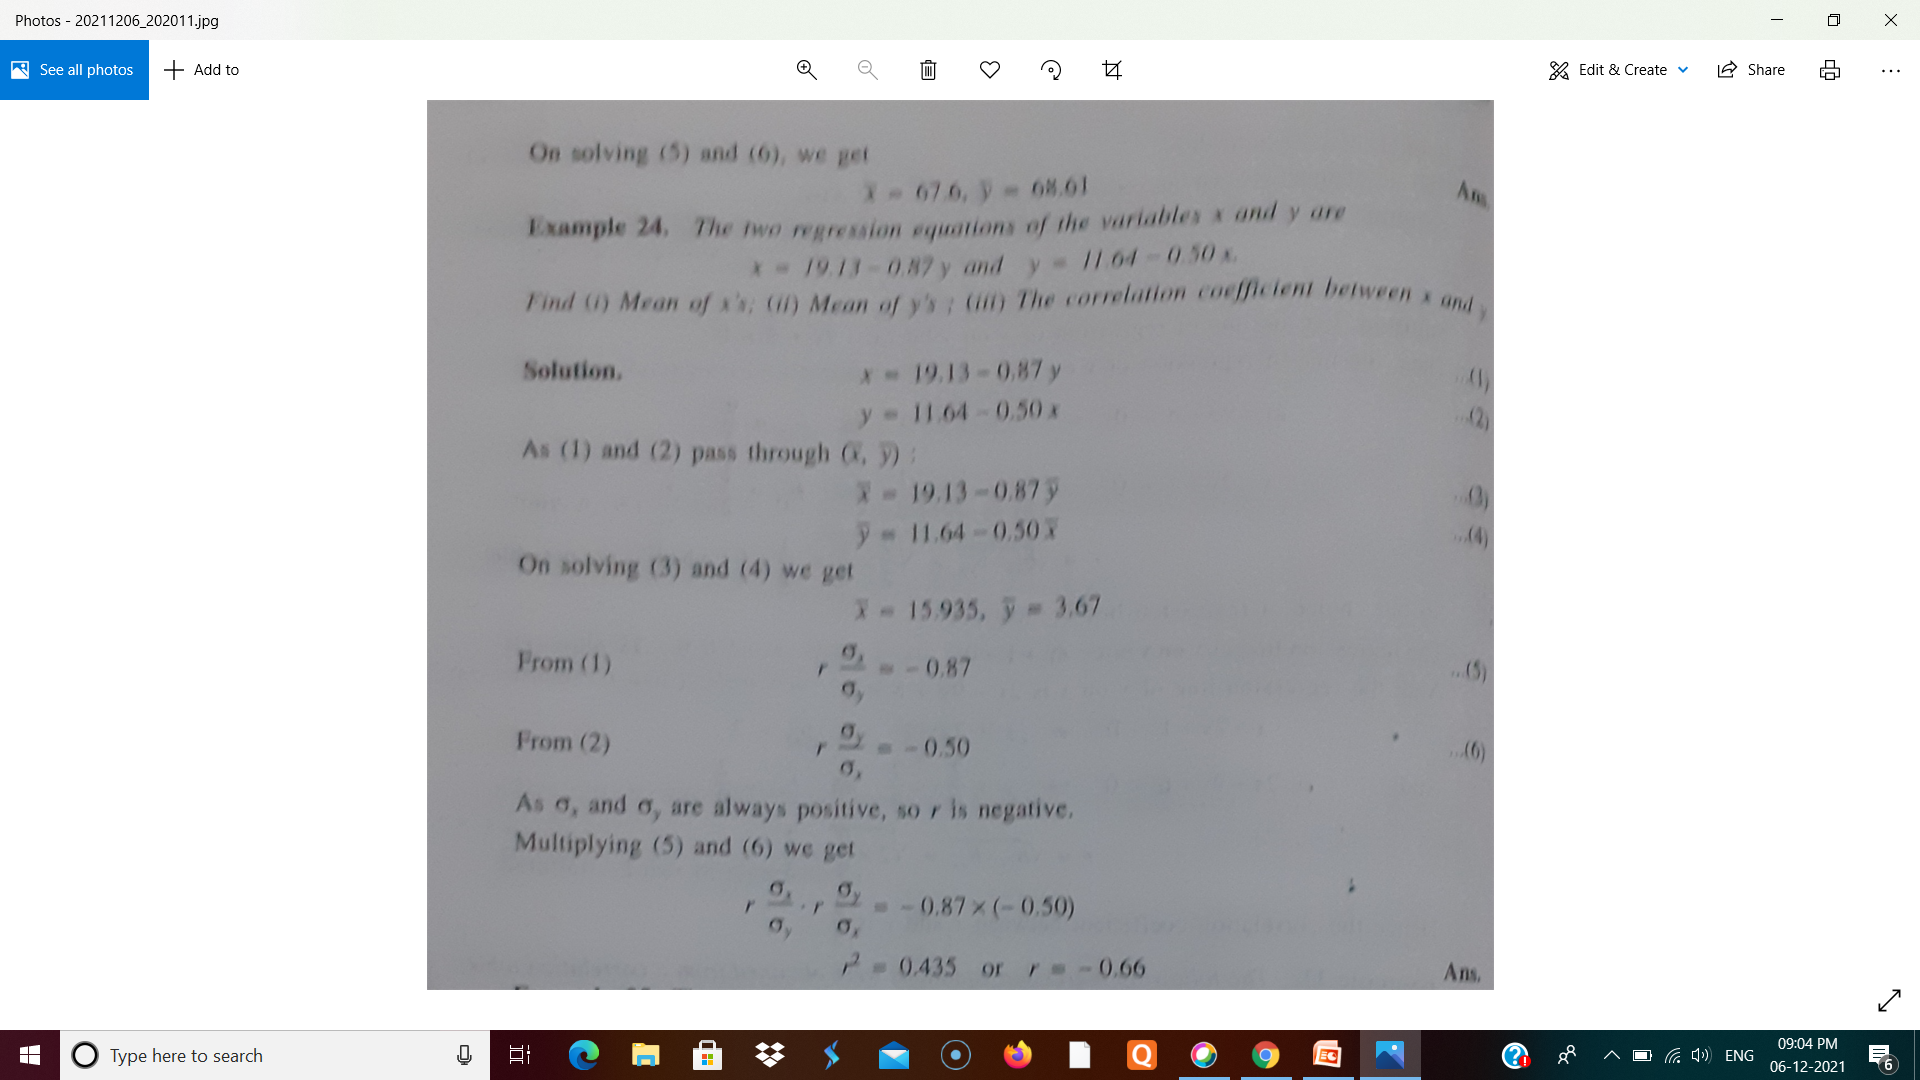 Photos - 20211206_202011.jpg
See all photos
Add to
Edit & Create
Share
On solving (5) and (6), we get
x̄ = 67.6, ȳ = 68.61
Ans.
Example 24. The two regression equations of the variables x and y are
x = 19.13 – 0.87 y and y = 11.64 – 0.50 x.
Find (i) Mean of x's; (ii) Mean of y's ; (iii) The correlation coefficient between x and y
Solution. x = 19.13 – 0.87 y ...(1)
y = 11.64 – 0.50 x ...(2)
As (1) and (2) pass through (x̄, ȳ) :
x̄ = 19.13 – 0.87 ȳ ...(3)
ȳ = 11.64 – 0.50 x̄ ...(4)
On solving (3) and (4) we get
x̄ = 15.935, ȳ = 3.67
From (1) r σx/σy = – 0.87 ...(5)
From (2) r σy/σx = – 0.50 ...(6)
As σx and σy are always positive, so r is negative.
Multiplying (5) and (6) we get
r σx/σy . r σy/σx = – 0.87 × (– 0.50)
r² = 0.435 or r = – 0.66 Ans.
Type here to search
ENG
09:04 PM
06-12-2021
6